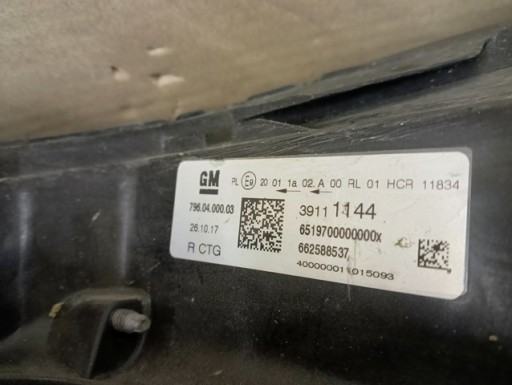 GM PL E9 20 01 1a 02.A 00 RL 01 HCR 11834
796.04.000.03 39111144
26.10.17 6519700000000x
R CTG 662588537
400000011015093